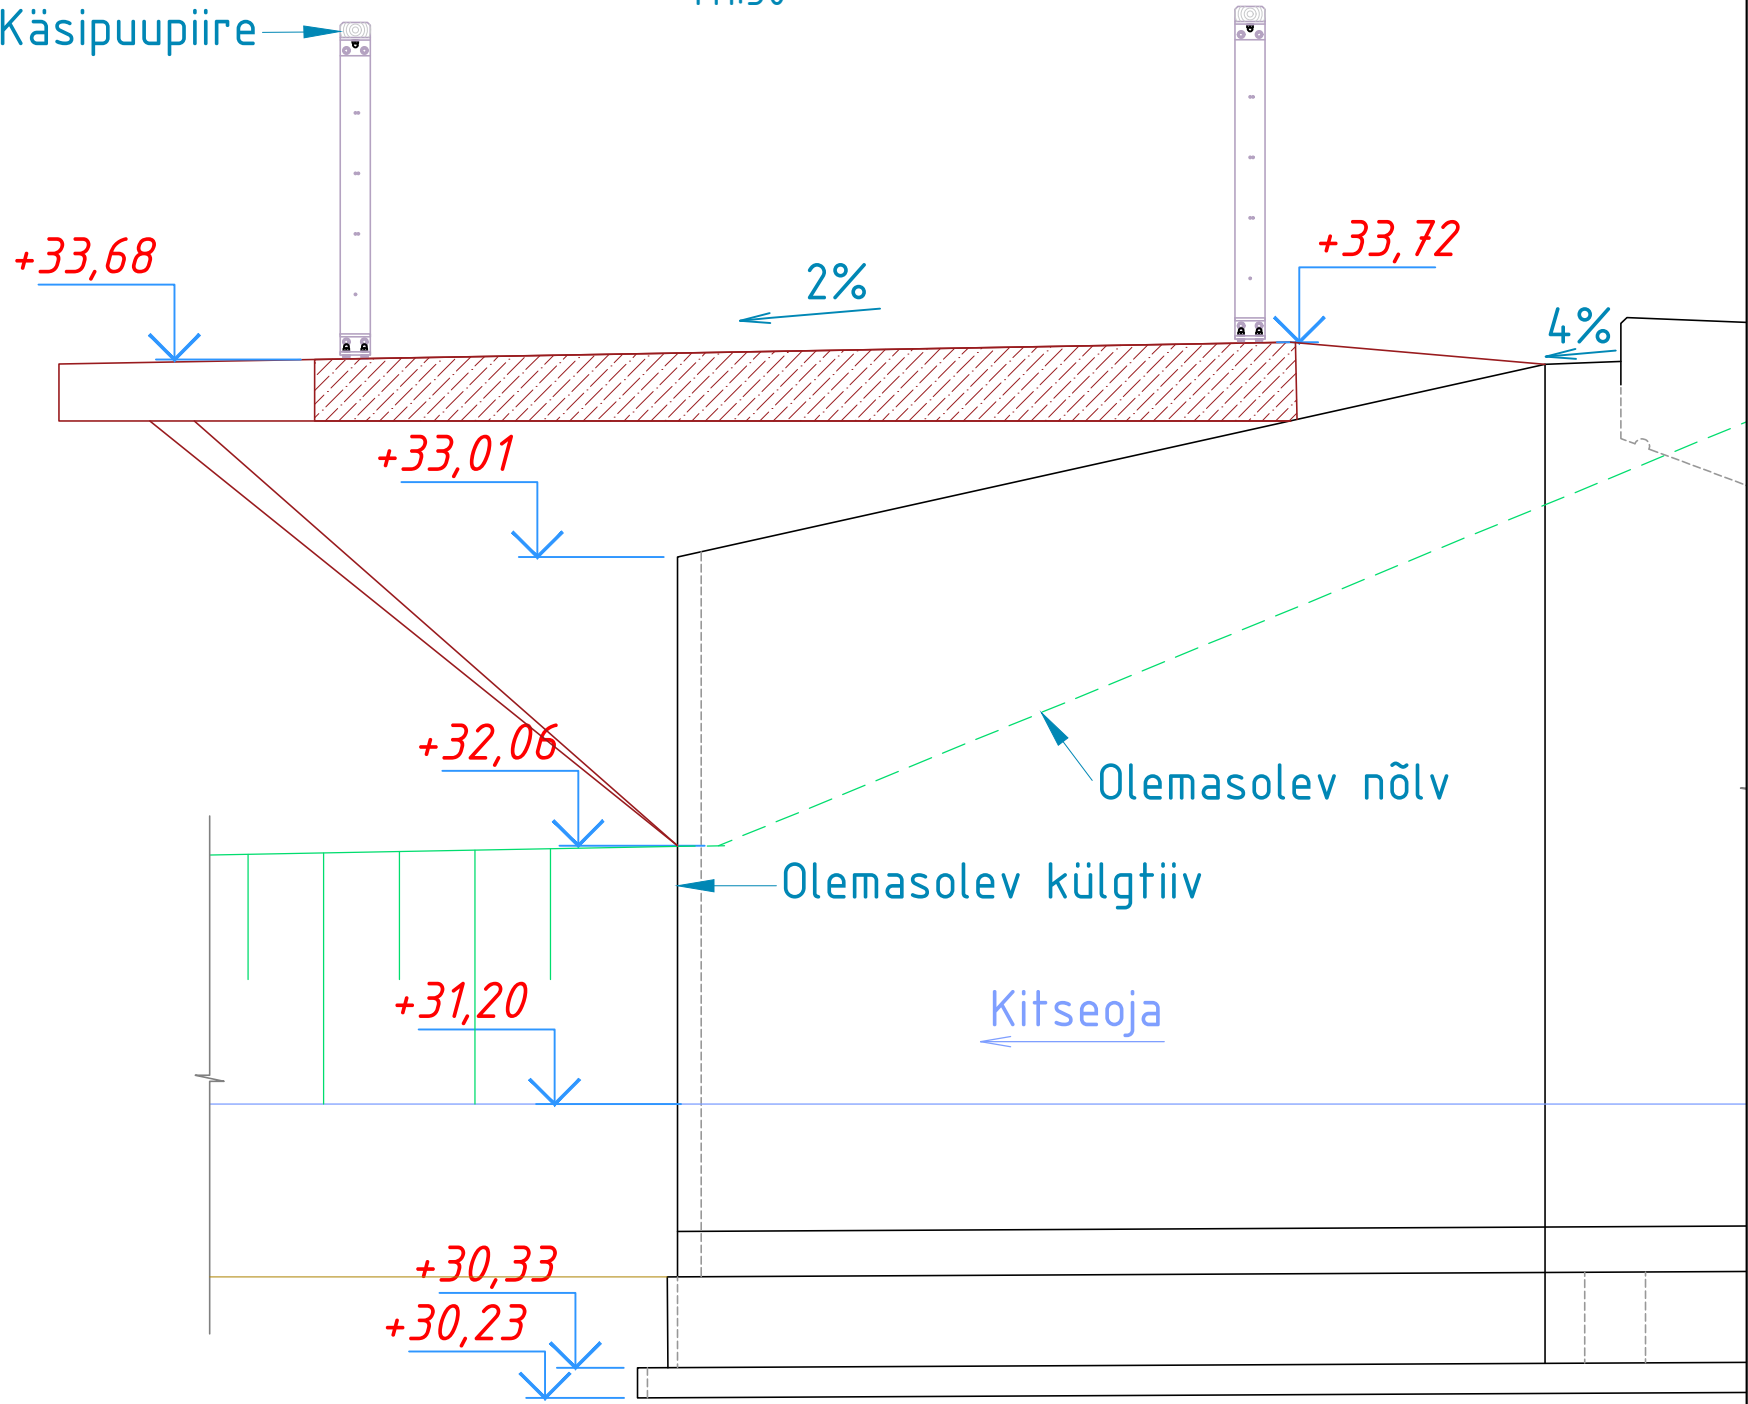 Käsipuupiire
+33,68
2%
+33,72
4%
+33,01
+32,06
Olemasolev nõlv
Olemasolev külgtiiv
+31,20
Kitseoja
+30,33
+30,23